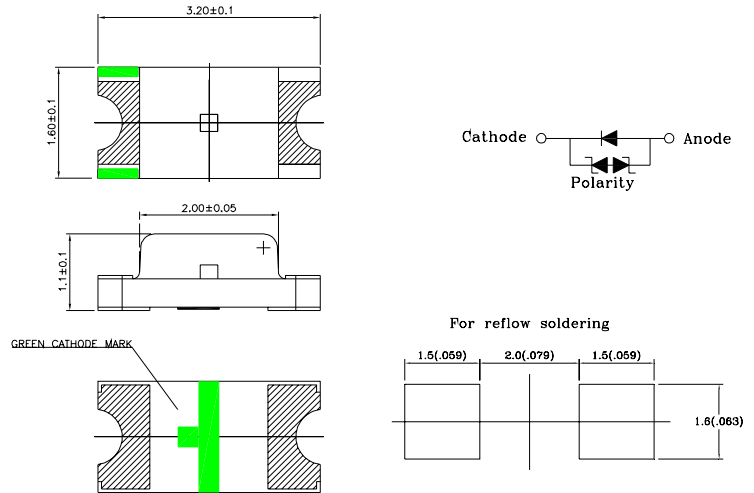 3.20±0.1
1.60±0.1
Cathode
Anode
Polarity
2.00±0.05
1.1±0.1
GREEN CATHODE MARK
For reflow soldering
1.5(.059) 2.0(.079) 1.5(.059)
1.6(.063)